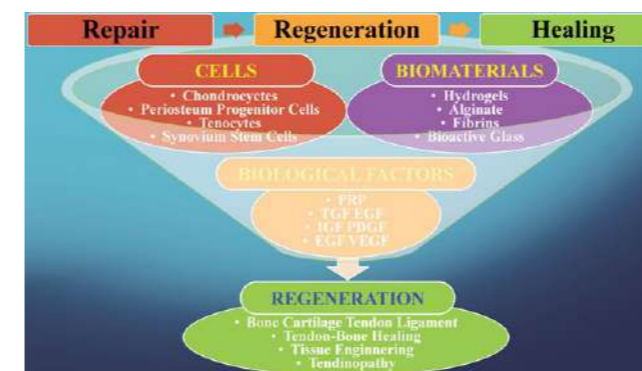 Repair
Regeneration
Healing
CELLS
• Chondrocyctes
• Periosteum Progenitor Cells
• Tenocytes
• Synovium Stem Cells
BIOMATERIALS
• Hydrogels
• Alginate
• Fibrins
• Bioactive Glass
BIOLOGICAL FACTORS
• PRP
• TGF EGF
• IGF PDGF
• EGF VEGF
REGENERATION
• Bone Cartilage Tendon Ligament
• Tendon-Bone Healing
• Tissue Enginnering
• Tendinopathy